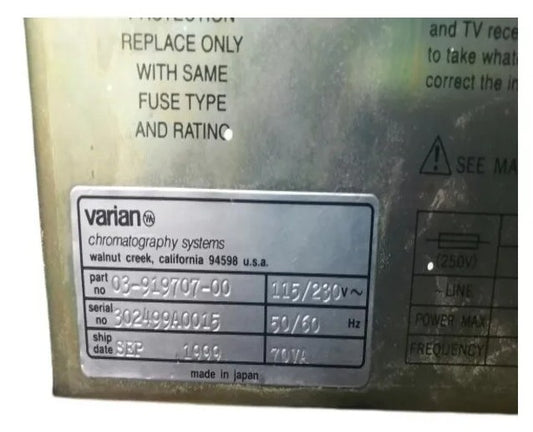 PROTECTION
REPLACE ONLY
WITH SAME
FUSE TYPE
AND RATING
and TV rece
to take what
correct the in
SEE MA
(250V)
~ LINE
POWER MAX
FREQUENCY
varian
chromatography systems
walnut creek, california 94598 u.s.a.
part no 03-919707-00 115/230 v~
serial no 302499A0015 50/60 Hz
ship date SEP 1999 70VA
made in japan